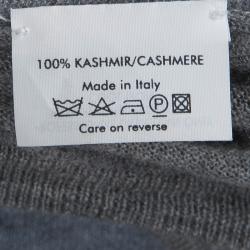 100% KASHMIR/CASHMERE
Made in Italy
P
Care on reverse